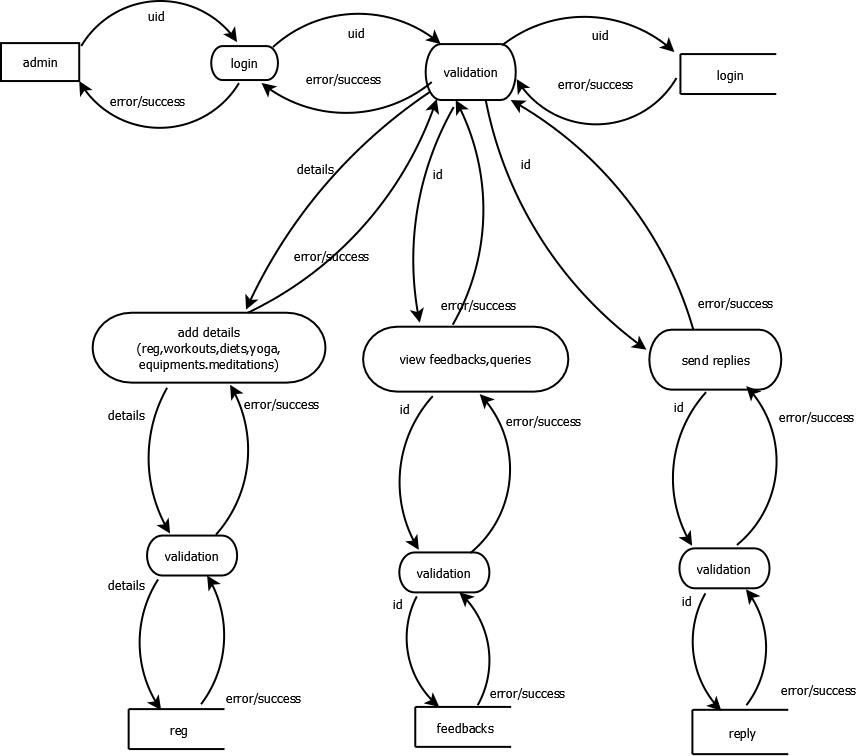 uid
uid
uid
admin
login
validation
login
error/success
error/success
error/success
details
id
id
error/success
error/success
error/success
add details
(reg,workouts,diets,yoga,
equipments.meditations)
view feedbacks,queries
send replies
details
error/success
id
error/success
id
error/success
validation
validation
validation
details
id
id
error/success
error/success
error/success
reg
feedbacks
reply